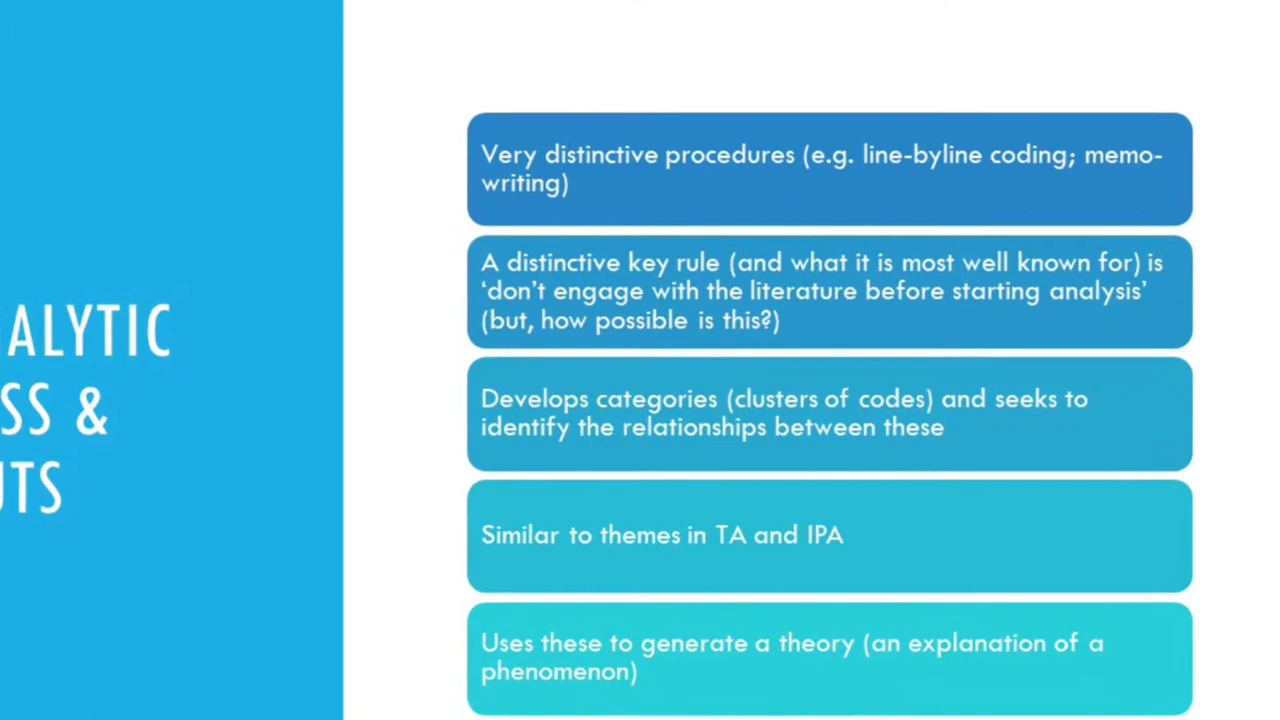 ALYTIC
SS &
UTS
Very distinctive procedures (e.g. line-byline coding; memo-
writing)
A distinctive key rule (and what it is most well known for) is
‘don’t engage with the literature before starting analysis’
(but, how possible is this?)
Develops categories (clusters of codes) and seeks to
identify the relationships between these
Similar to themes in TA and IPA
Uses these to generate a theory (an explanation of a
phenomenon)